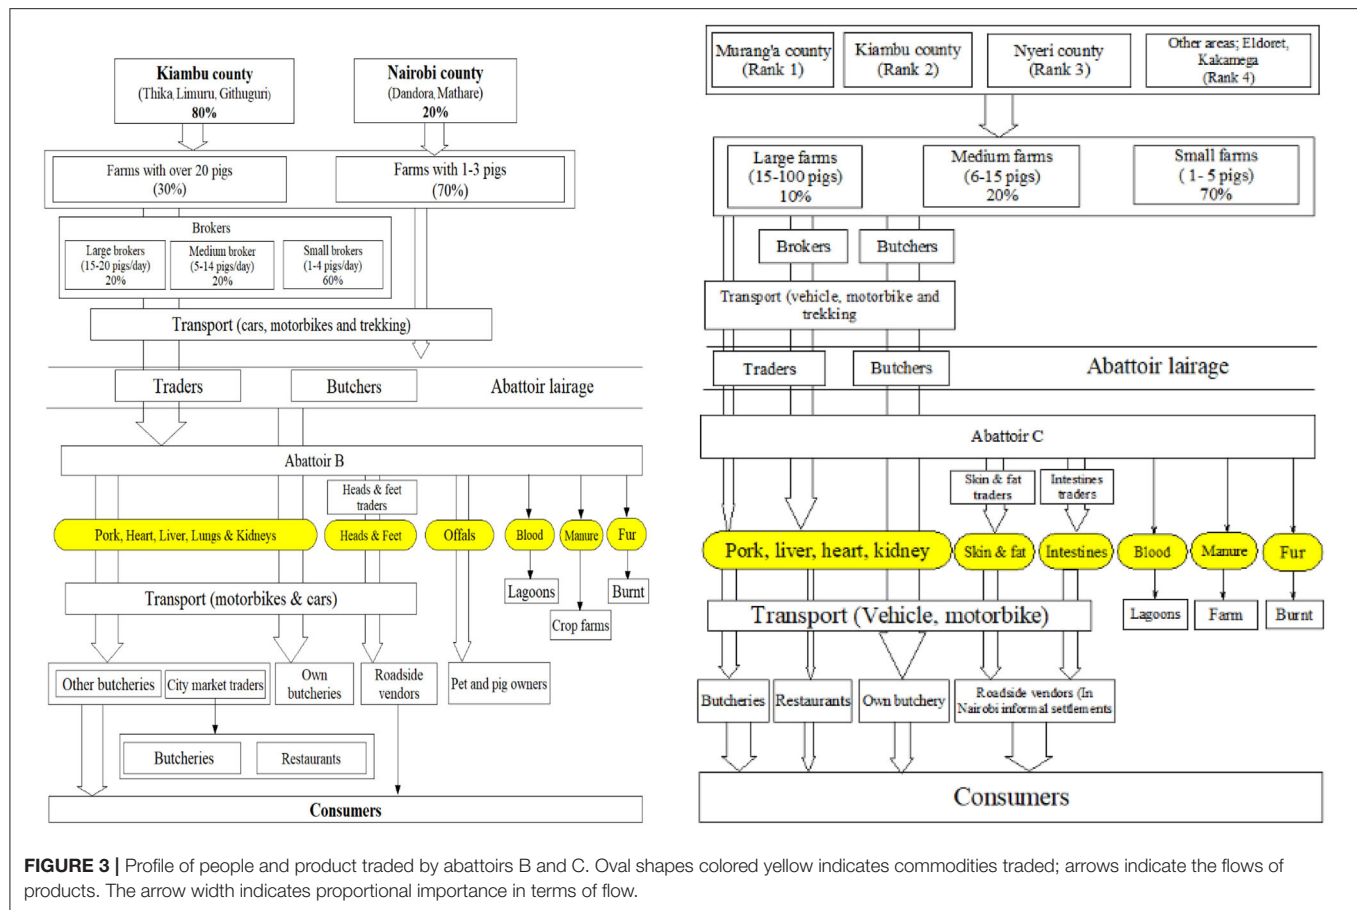 Kiambu county
(Thika, Limuru, Githuguri)
80%
Nairobi county
(Dandora, Mathare)
20%
Farms with over 20 pigs
(30%)
Farms with 1-3 pigs
(70%)
Brokers
Large brokers
(15-20 pigs/day)
20%
Medium broker
(5-14 pigs/day)
20%
Small brokers
(1-4 pigs/day)
60%
Transport (cars, motorbikes and trekking)
Traders
Butchers
Abattoir lairage
Abattoir B
Heads & feet
traders
Pork, Heart, Liver, Lungs & Kidneys
Heads & Feet
Offals
Blood
Manure
Fur
Lagoons
Burnt
Crop farms
Transport (motorbikes & cars)
Other butcheries
City market traders
Own
butcheries
Roadside
vendors
Pet and pig owners
Butcheries
Restaurants
Consumers
Murang'a county
(Rank 1)
Kiambu county
(Rank 2)
Nyeri county
(Rank 3)
Other areas; Eldoret,
Kakamega
(Rank 4)
Large farms
(15-100 pigs)
10%
Medium farms
(6-15 pigs)
20%
Small farms
( 1- 5 pigs)
70%
Brokers
Butchers
Transport (vehicle, motorbike and
trekking
Traders
Butchers
Abattoir lairage
Abattoir C
Skin & fat
traders
Intestines
traders
Pork, liver, heart, kidney
Skin & fat
Intestines
Blood
Manure
Fur
Lagoons
Farm
Burnt
Transport (Vehicle, motorbike)
Butcheries
Restaurants
Own butchery
Roadside vendors (In
Nairobi informal settlements
Consumers
FIGURE 3 | Profile of people and product traded by abattoirs B and C. Oval shapes colored yellow indicates commodities traded; arrows indicate the flows of
products. The arrow width indicates proportional importance in terms of flow.